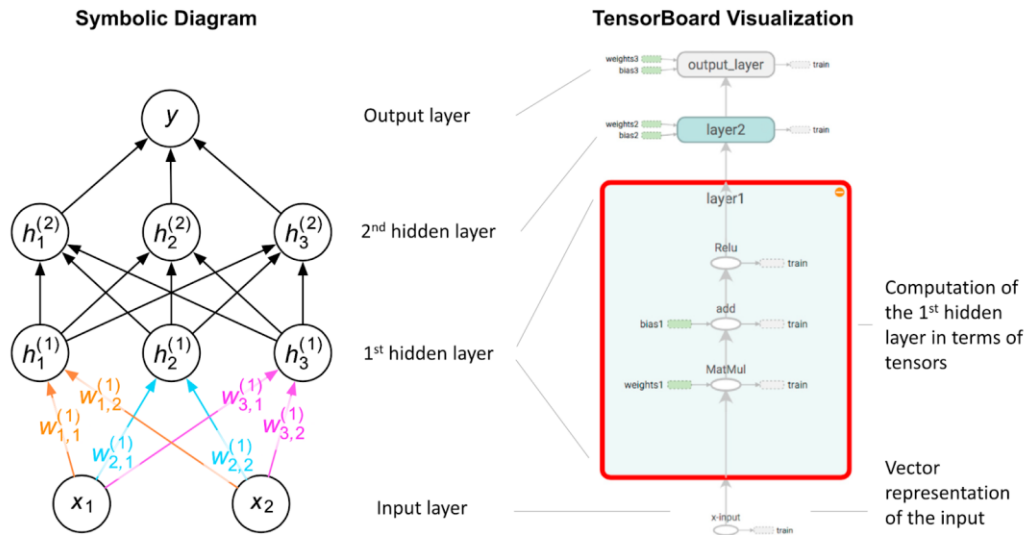 Symbolic Diagram
TensorBoard Visualization
y
Output layer
weights3
bias3
output_layer
train
h₁⁽²⁾
h₂⁽²⁾
h₃⁽²⁾
2nd hidden layer
weights2
bias2
layer2
train
h₁⁽¹⁾
h₂⁽¹⁾
h₃⁽¹⁾
1st hidden layer
layer1
Relu
train
add
bias1
train
MatMul
weights1
train
Computation of
the 1st hidden
layer in terms of
tensors
w₁,₁⁽¹⁾
w₁,₂⁽¹⁾
w₂,₁⁽¹⁾
w₂,₂⁽¹⁾
w₃,₁⁽¹⁾
w₃,₂⁽¹⁾
x₁
x₂
Input layer
x-input
train
Vector
representation
of the input